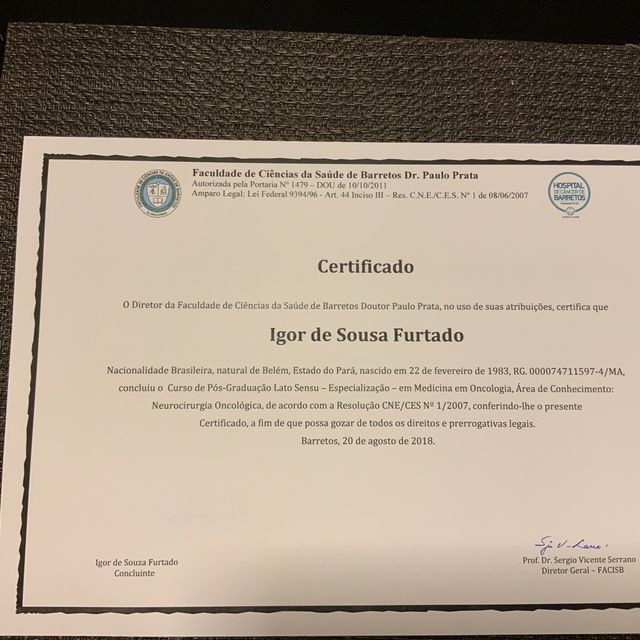 Faculdade de Ciências da Saúde de Barretos Dr. Paulo Prata
Autorizada pela Portaria Nº 1479 – DOU de 10/10/2011
Amparo Legal: Lei Federal 9394/96 - Art. 44 Inciso III – Res. C.N.E./C.E.S. Nº 1 de 08/06/2007
HOSPITAL
DE CÂNCER DE
BARRETOS
Certificado
O Diretor da Faculdade de Ciências da Saúde de Barretos Doutor Paulo Prata, no uso de suas atribuições, certifica que
Igor de Sousa Furtado
Nacionalidade Brasileira, natural de Belém, Estado do Pará, nascido em 22 de fevereiro de 1983, RG. 000074711597-4/MA,
concluiu o Curso de Pós-Graduação Lato Sensu – Especialização – em Medicina em Oncologia, Área de Conhecimento:
Neurocirurgia Oncológica, de acordo com a Resolução CNE/CES Nº 1/2007, conferindo-lhe o presente
Certificado, a fim de que possa gozar de todos os direitos e prerrogativas legais.
Barretos, 20 de agosto de 2018.
Igor de Souza Furtado
Concluinte
Prof. Dr. Sergio Vicente Serrano
Diretor Geral – FACISB